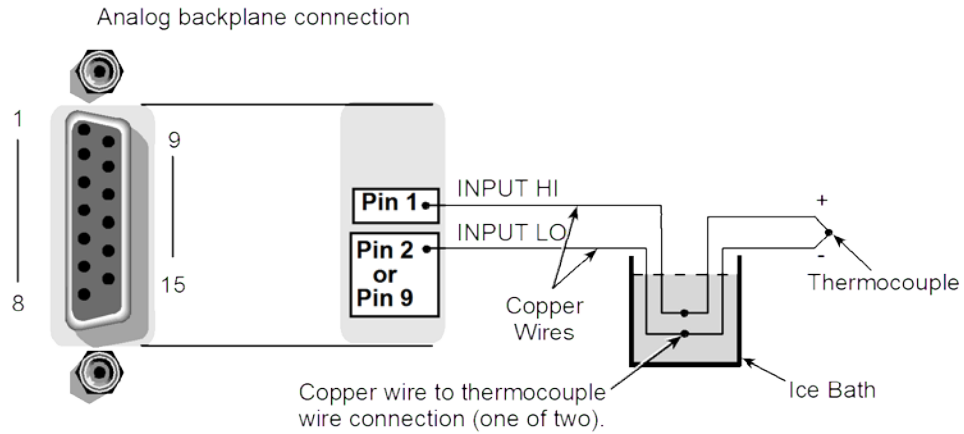 Analog backplane connection
1
9
8
15
Pin 1
Pin 2
or
Pin 9
INPUT HI
INPUT LO
+
-
Thermocouple
Copper
Wires
Ice Bath
Copper wire to thermocouple
wire connection (one of two).